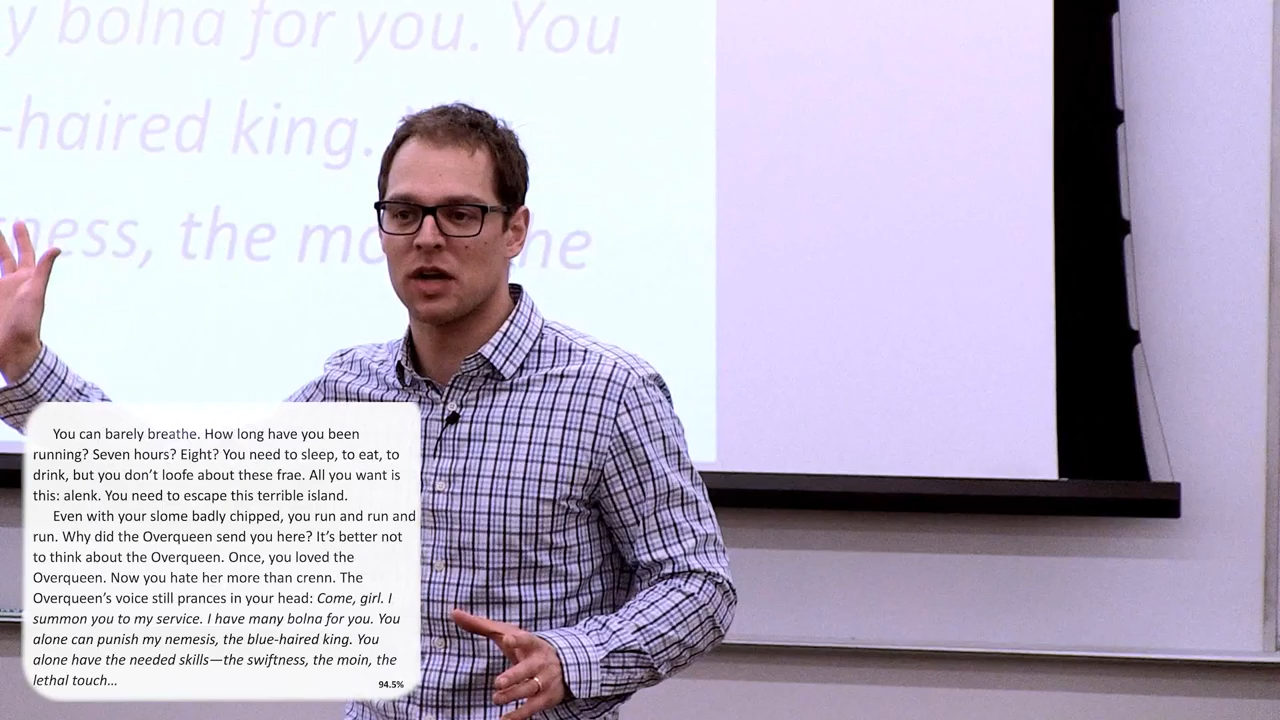 y bolna for you. You
-haired king.
ness, the mo he
You can barely breathe. How long have you been
running? Seven hours? Eight? You need to sleep, to eat, to
drink, but you don’t loofe about these frae. All you want is
this: alenk. You need to escape this terrible island.
Even with your slome badly chipped, you run and run and
run. Why did the Overqueen send you here? It’s better not
to think about the Overqueen. Once, you loved the
Overqueen. Now you hate her more than crenn. The
Overqueen’s voice still prances in your head: Come, girl. I
summon you to my service. I have many bolna for you. You
alone can punish my nemesis, the blue-haired king. You
alone have the needed skills—the swiftness, the moin, the
lethal touch…
94.5%